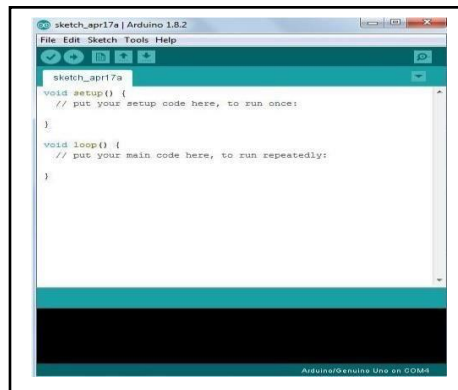 sketch_apr17a | Arduino 1.8.2
File Edit Sketch Tools Help
sketch_apr17a
void setup() {
// put your setup code here, to run once:
}
void loop() {
// put your main code here, to run repeatedly:
}
Arduino/Genuino Uno on COM4